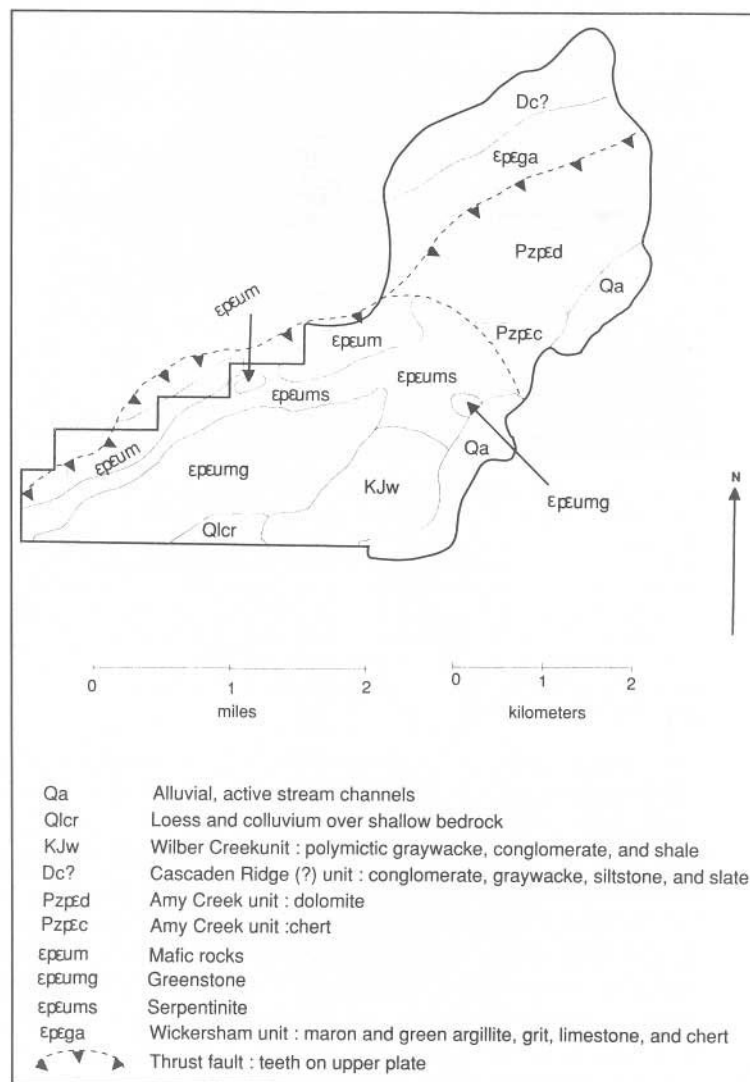 Dc?
ɛpɛga
Pzpɛd
Qa
ɛpɛum
ɛpɛum
Pzpɛc
ɛpɛums
ɛpɛums
ɛpɛum
ɛpɛumg
Qa
KJw
ɛpɛumg
Qlcr
N
0 1 2
miles
0 1 2
kilometers
Qa Alluvial, active stream channels
Qlcr Loess and colluvium over shallow bedrock
KJw Wilber Creekunit : polymictic graywacke, conglomerate, and shale
Dc? Cascaden Ridge (?) unit : conglomerate, graywacke, siltstone, and slate
Pzpɛd Amy Creek unit : dolomite
Pzpɛc Amy Creek unit :chert
ɛpɛum Mafic rocks
ɛpɛumg Greenstone
ɛpɛums Serpentinite
ɛpɛga Wickersham unit : maron and green argillite, grit, limestone, and chert
Thrust fault : teeth on upper plate